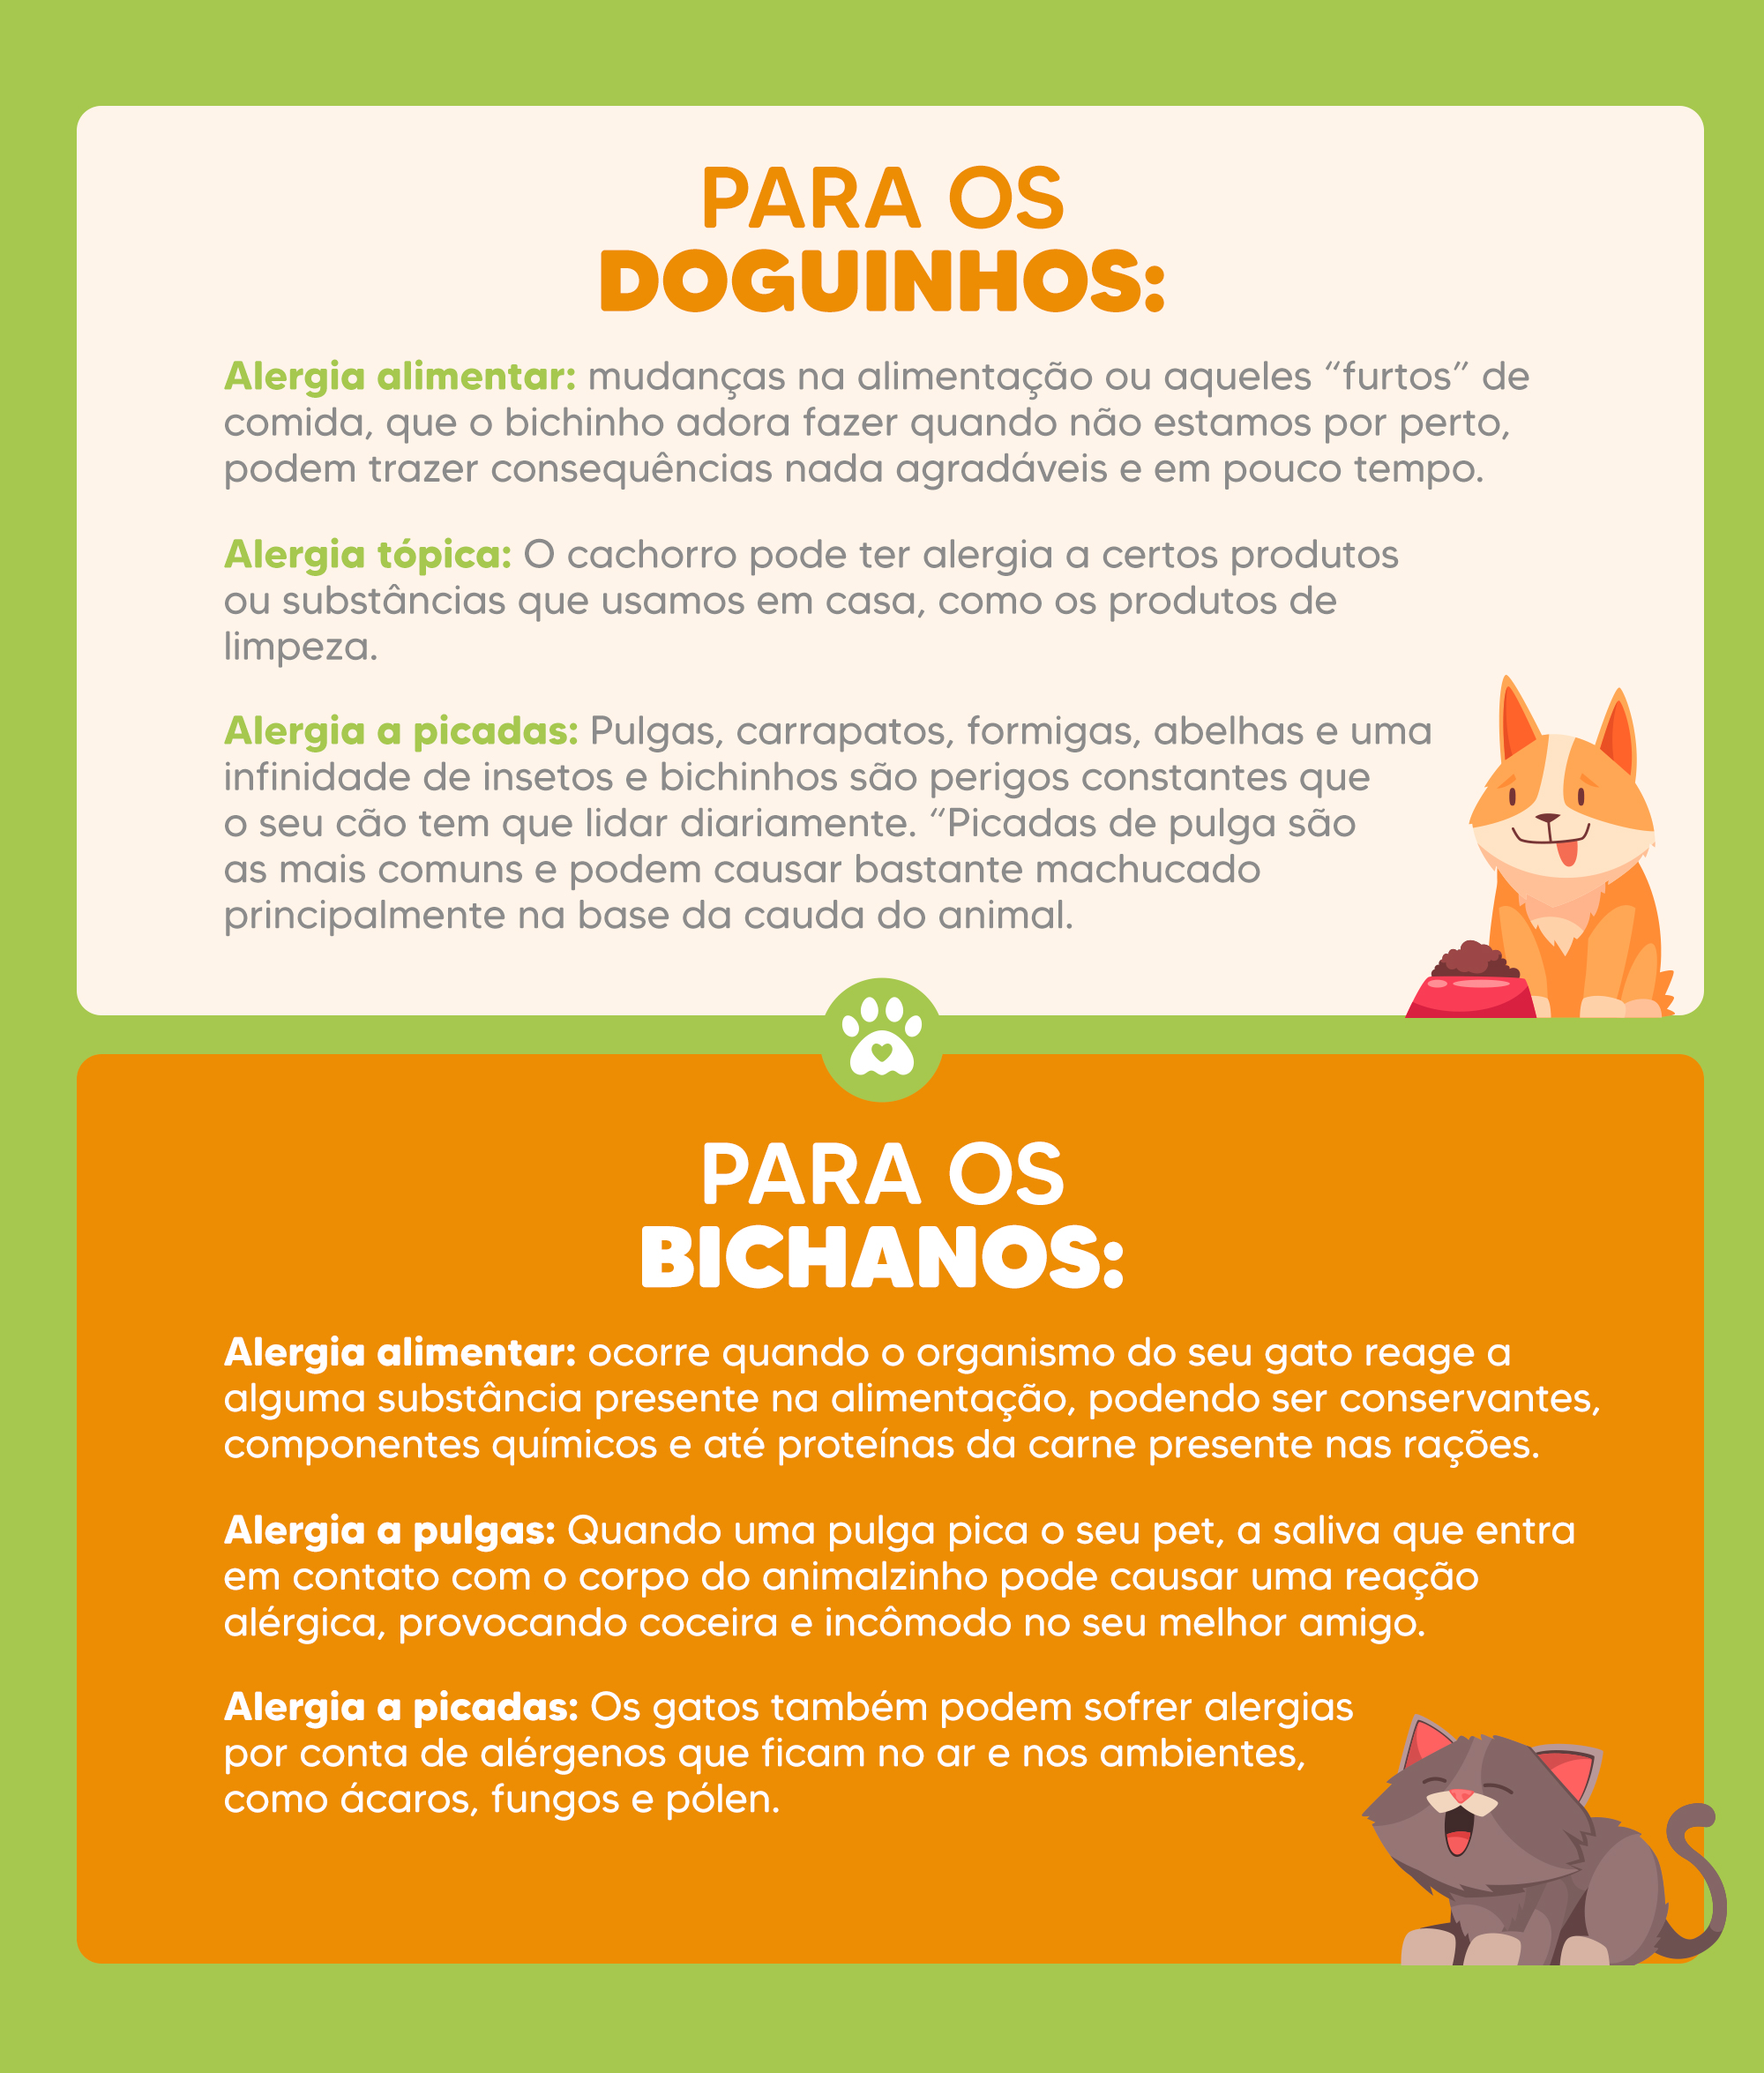 PARA OS
DOGUINHOS:
Alergia alimentar: mudanças na alimentação ou aqueles “furtos” de
comida, que o bichinho adora fazer quando não estamos por perto,
podem trazer consequências nada agradáveis e em pouco tempo.
Alergia tópica: O cachorro pode ter alergia a certos produtos
ou substâncias que usamos em casa, como os produtos de
limpeza.
Alergia a picadas: Pulgas, carrapatos, formigas, abelhas e uma
infinidade de insetos e bichinhos são perigos constantes que
o seu cão tem que lidar diariamente. “Picadas de pulga são
as mais comuns e podem causar bastante machucado
principalmente na base da cauda do animal.
PARA OS
BICHANOS:
Alergia alimentar: ocorre quando o organismo do seu gato reage a
alguma substância presente na alimentação, podendo ser conservantes,
componentes químicos e até proteínas da carne presente nas rações.
Alergia a pulgas: Quando uma pulga pica o seu pet, a saliva que entra
em contato com o corpo do animalzinho pode causar uma reação
alérgica, provocando coceira e incômodo no seu melhor amigo.
Alergia a picadas: Os gatos também podem sofrer alergias
por conta de alérgenos que ficam no ar e nos ambientes,
como ácaros, fungos e pólen.